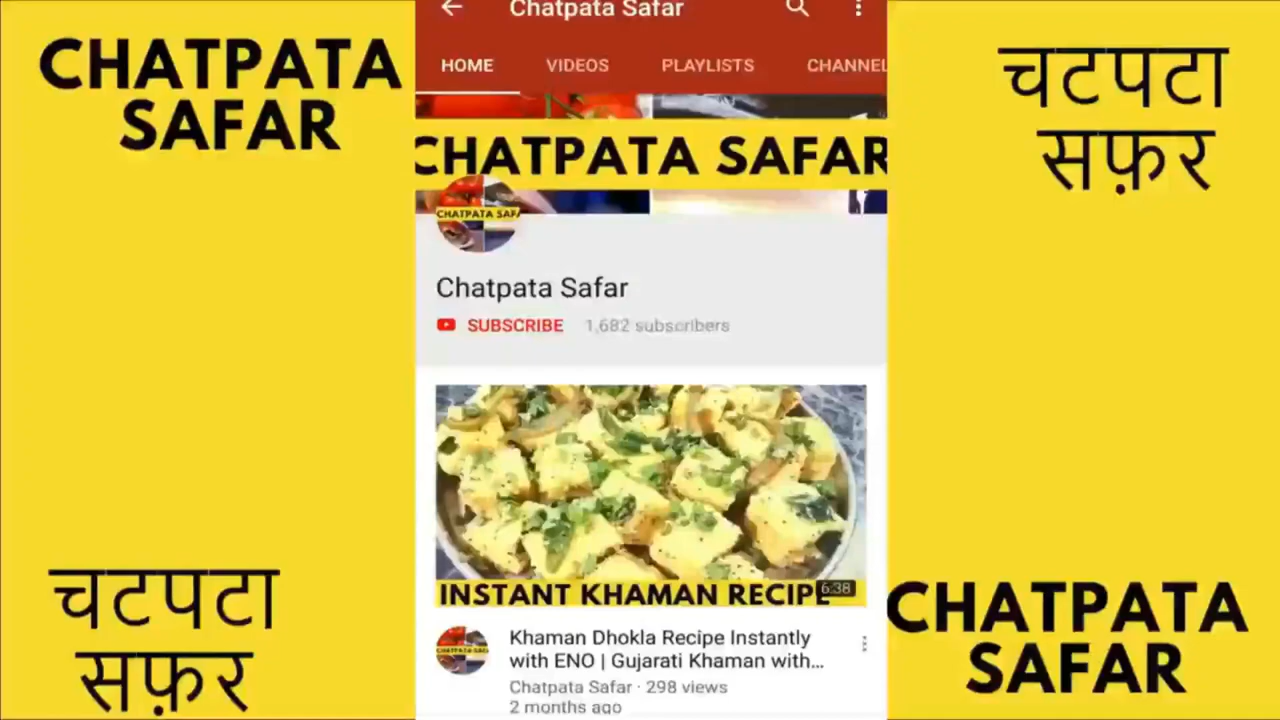 CHATPATA
SAFAR
चटपटा
सफ़र
Chatpata Safar
HOME VIDEOS PLAYLISTS CHANNEL
CHATPATA SAFAR
CHATPATA SAFA
Chatpata Safar
SUBSCRIBE 1,682 subscribers
INSTANT KHAMAN RECIPE
6:38
Khaman Dhokla Recipe Instantly
with ENO | Gujarati Khaman with...
Chatpata Safar · 298 views
2 months ago
चटपटा
सफ़र
CHATPATA
SAFAR